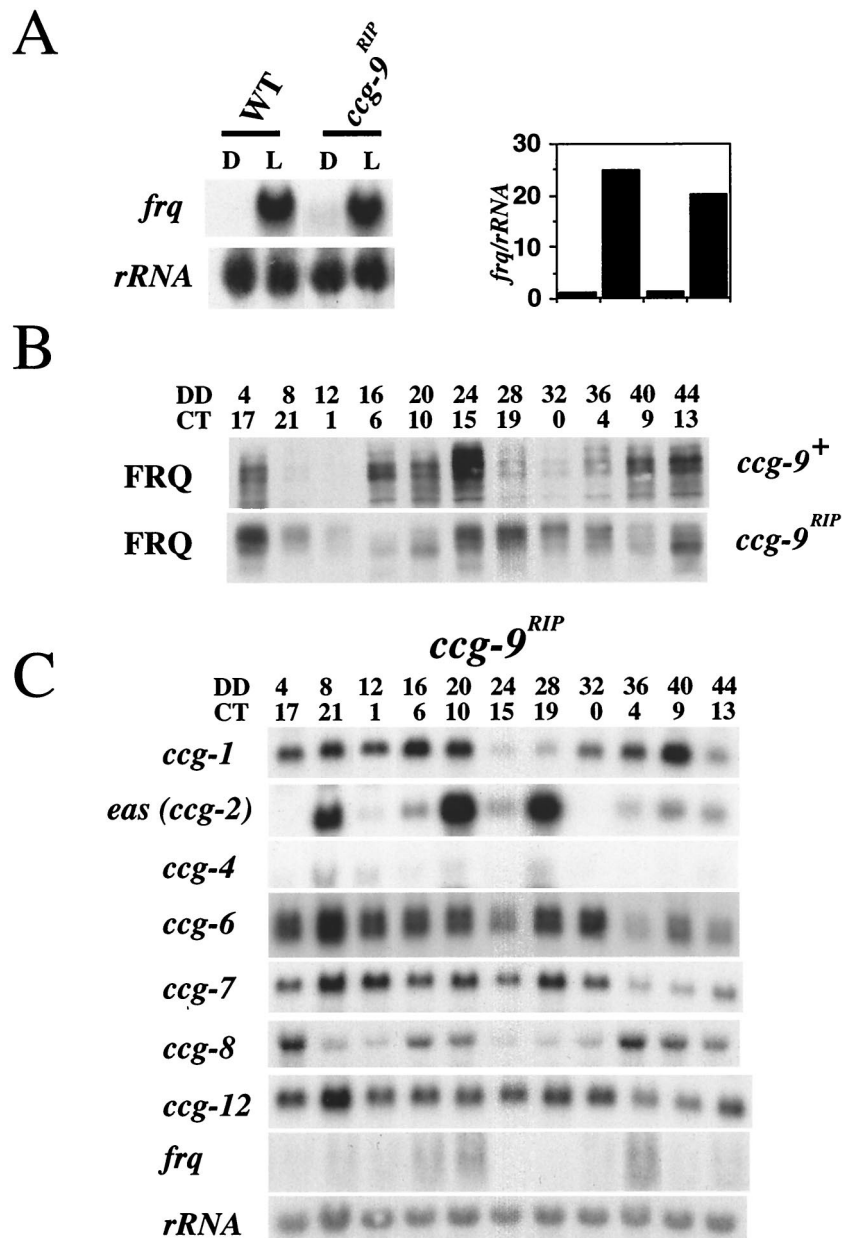 A
WT ccg-9 RIP
D L D L
frq
rRNA
30
20
10
0
frq/rRNA
B
DD 4 8 12 16 20 24 28 32 36 40 44
CT 17 21 1 6 10 15 19 0 4 9 13
FRQ ccg-9 +
FRQ ccg-9 RIP
ccg-9 RIP
C
DD 4 8 12 16 20 24 28 32 36 40 44
CT 17 21 1 6 10 15 19 0 4 9 13
ccg-1
eas (ccg-2)
ccg-4
ccg-6
ccg-7
ccg-8
ccg-12
frq
rRNA